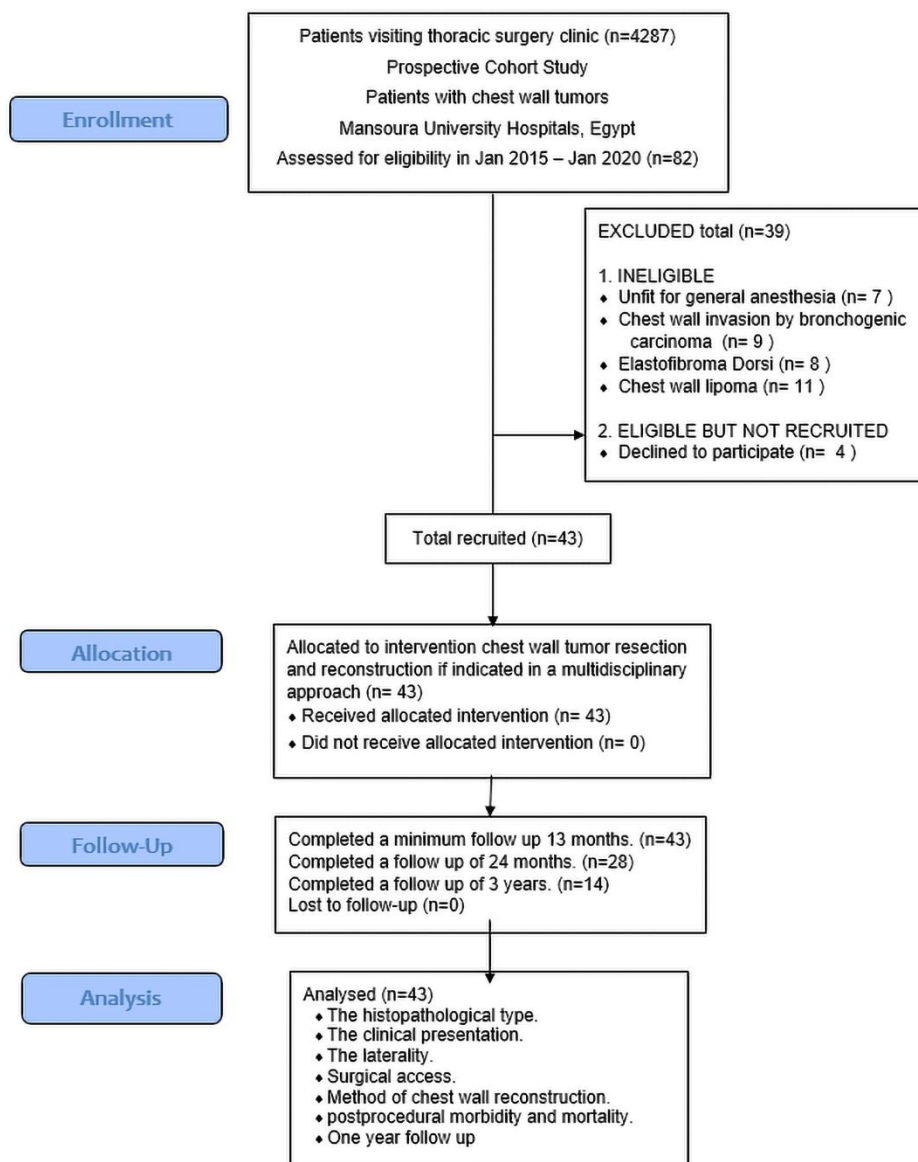 Enrollment
Patients visiting thoracic surgery clinic (n=4287)
Prospective Cohort Study
Patients with chest wall tumors
Mansoura University Hospitals, Egypt
Assessed for eligibility in Jan 2015 – Jan 2020 (n=82)
EXCLUDED total (n=39)
1. INELIGIBLE
♦ Unfit for general anesthesia (n= 7 )
♦ Chest wall invasion by bronchogenic
carcinoma (n= 9 )
♦ Elastofibroma Dorsi (n= 8 )
♦ Chest wall lipoma (n= 11 )
2. ELIGIBLE BUT NOT RECRUITED
♦ Declined to participate (n= 4 )
Total recruited (n=43)
Allocation
Allocated to intervention chest wall tumor resection
and reconstruction if indicated in a multidisciplinary
approach (n= 43)
♦ Received allocated intervention (n= 43)
♦ Did not receive allocated intervention (n= 0)
Follow-Up
Completed a minimum follow up 13 months. (n=43)
Completed a follow up of 24 months. (n=28)
Completed a follow up of 3 years. (n=14)
Lost to follow-up (n=0)
Analysis
Analysed (n=43)
♦ The histopathological type.
♦ The clinical presentation.
♦ The laterality.
♦ Surgical access.
♦ Method of chest wall reconstruction.
♦ postprocedural morbidity and mortality.
♦ One year follow up